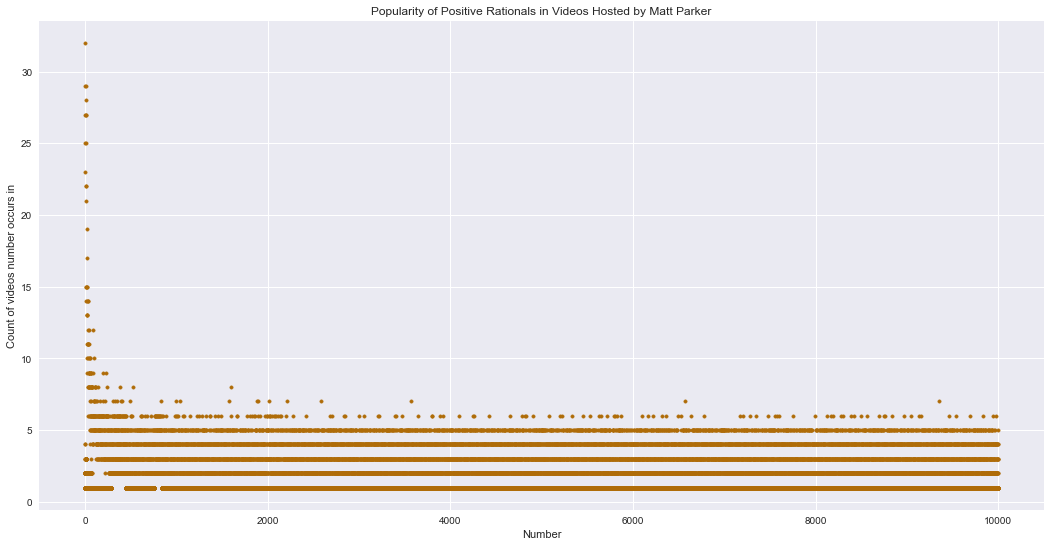 Popularity of Positive Rationals in Videos Hosted by Matt Parker
Count of videos number occurs in
30
25
20
15
10
5
0
0 2000 4000 6000 8000 10000
Number